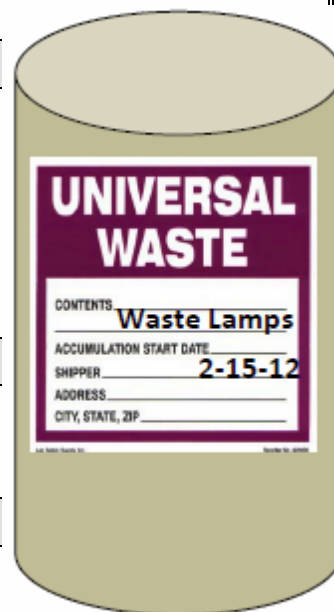 UNIVERSAL
WASTE
CONTENTS
Waste Lamps
ACCUMULATION START DATE
2-15-12
SHIPPER
ADDRESS
CITY, STATE, ZIP